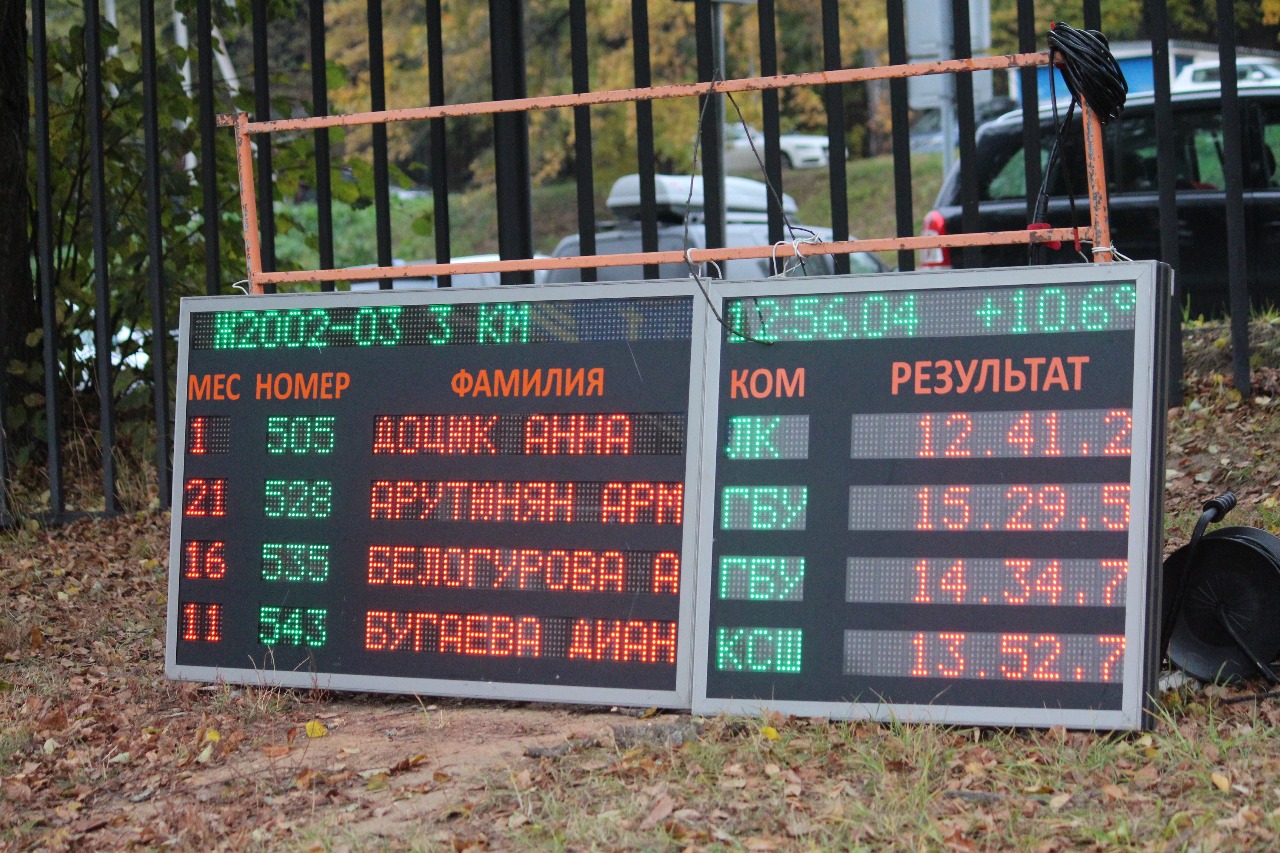 Ж2002-03 3 КМ 12:56.04 +10.6°
МЕС НОМЕР ФАМИЛИЯ КОМ РЕЗУЛЬТАТ
1 505 ДОЦЮК АННА ЛК 12.41,2
21 528 АРУТЮНЯН АРМ ГБУ 15.29,5
16 535 БЕЛОГУРОВА А ГБУ 14.34,7
11 543 БУГАЕВА ДИАН КСШ 13.52,7